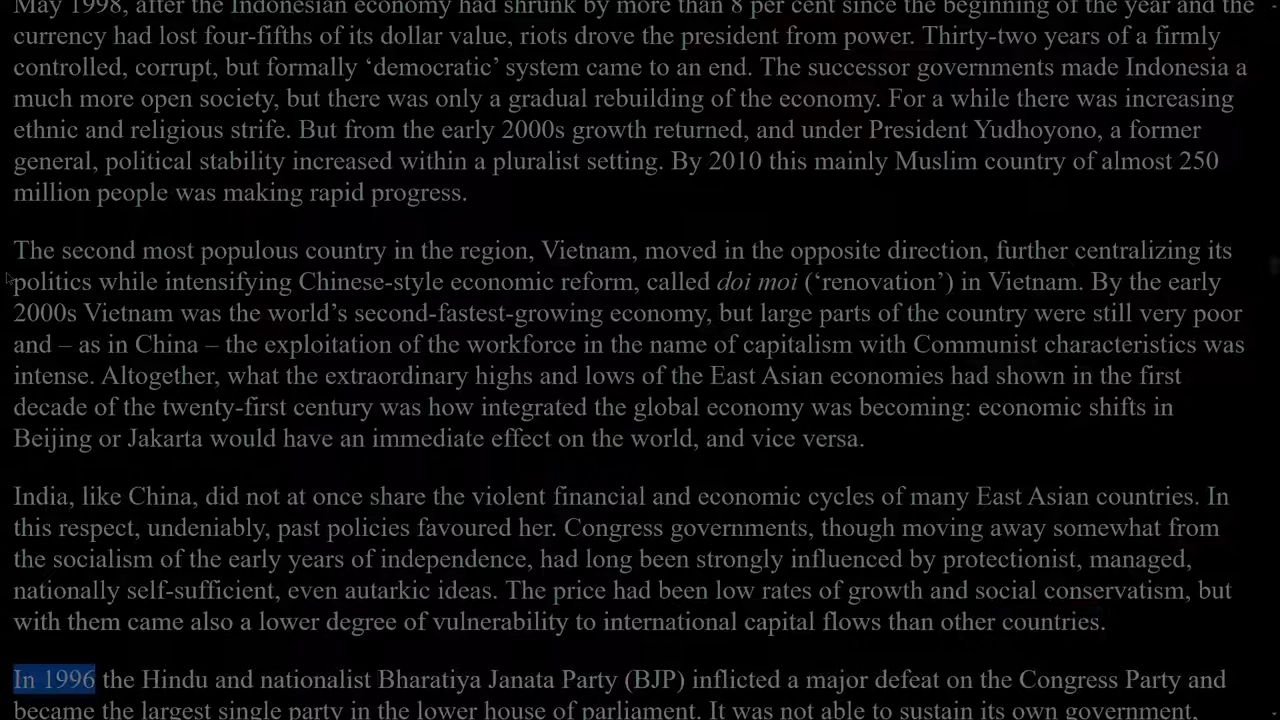 May 1998, after the Indonesian economy had shrunk by more than 8 per cent since the beginning of the year and the
currency had lost four-fifths of its dollar value, riots drove the president from power. Thirty-two years of a firmly
controlled, corrupt, but formally ‘democratic’ system came to an end. The successor governments made Indonesia a
much more open society, but there was only a gradual rebuilding of the economy. For a while there was increasing
ethnic and religious strife. But from the early 2000s growth returned, and under President Yudhoyono, a former
general, political stability increased within a pluralist setting. By 2010 this mainly Muslim country of almost 250
million people was making rapid progress.
The second most populous country in the region, Vietnam, moved in the opposite direction, further centralizing its
politics while intensifying Chinese-style economic reform, called doi moi (‘renovation’) in Vietnam. By the early
2000s Vietnam was the world’s second-fastest-growing economy, but large parts of the country were still very poor
and – as in China – the exploitation of the workforce in the name of capitalism with Communist characteristics was
intense. Altogether, what the extraordinary highs and lows of the East Asian economies had shown in the first
decade of the twenty-first century was how integrated the global economy was becoming: economic shifts in
Beijing or Jakarta would have an immediate effect on the world, and vice versa.
India, like China, did not at once share the violent financial and economic cycles of many East Asian countries. In
this respect, undeniably, past policies favoured her. Congress governments, though moving away somewhat from
the socialism of the early years of independence, had long been strongly influenced by protectionist, managed,
nationally self-sufficient, even autarkic ideas. The price had been low rates of growth and social conservatism, but
with them came also a lower degree of vulnerability to international capital flows than other countries.
In 1996 the Hindu and nationalist Bharatiya Janata Party (BJP) inflicted a major defeat on the Congress Party and
became the largest single party in the lower house of parliament. It was not able to sustain its own government,